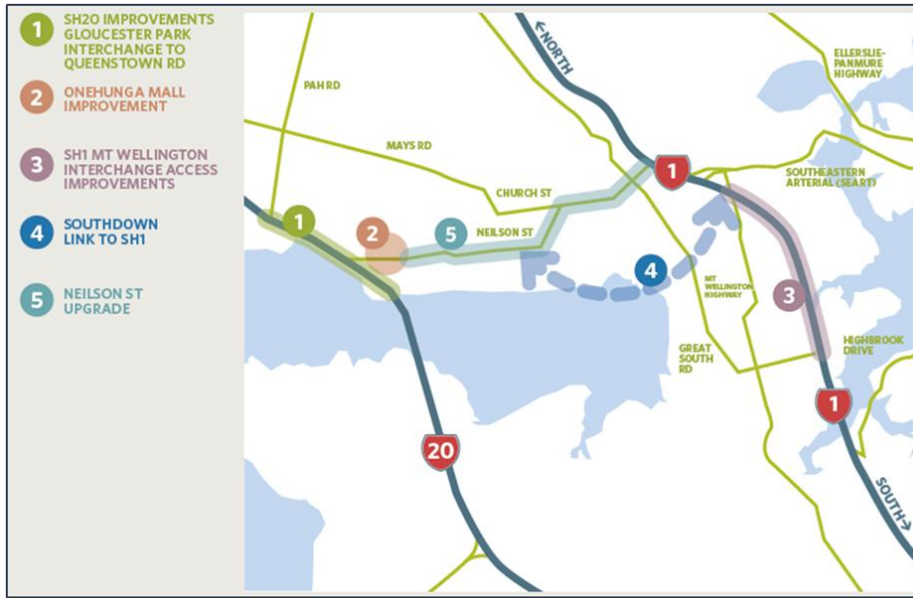 1
SH20 IMPROVEMENTS
GLOUCESTER PARK
INTERCHANGE TO
QUEENSTOWN RD
2
ONEHUNGA MALL
IMPROVEMENT
3
SH1 MT WELLINGTON
INTERCHANGE ACCESS
IMPROVEMENTS
4
SOUTHDOWN
LINK TO SH1
5
NEILSON ST
UPGRADE
←NORTH
ELLERSLIE-
PANMURE
HIGHWAY
PAH RD
MAYS RD
1
SOUTHEASTERN
ARTERIAL (SEART)
CHURCH ST
1
2
5
NEILSON ST
4
MT
WELLINGTON
HIGHWAY
3
GREAT
SOUTH
RD
HIGHBROOK
DRIVE
1
20
SOUTH→